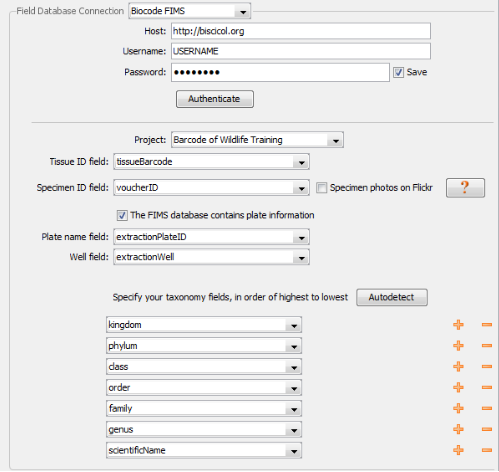 Field Database Connection Biocode FIMS
Host: http://biscicol.org
Username: USERNAME
Password: ●●●●●●●● Save
Authenticate
Project: Barcode of Wildlife Training
Tissue ID field: tissueBarcode
Specimen ID field: voucherID Specimen photos on Flickr ?
The FIMS database contains plate information
Plate name field: extractionPlateID
Well field: extractionWell
Specify your taxonomy fields, in order of highest to lowest Autodetect
kingdom
phylum
class
order
family
genus
scientificName